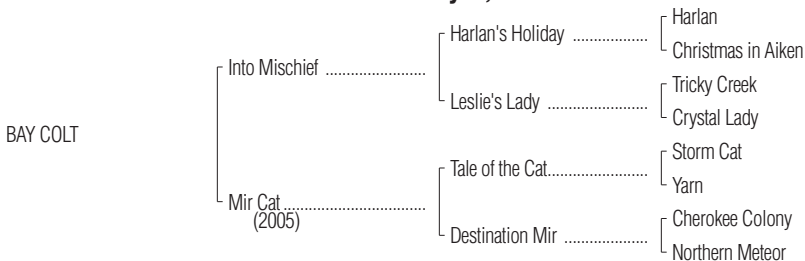 Harlan
Harlan's Holiday ..................
Christmas in Aiken
Into Mischief ........................
Tricky Creek
Leslie's Lady ......................
Crystal Lady
BAY COLT
Storm Cat
Tale of the Cat......................
Yarn
Mir Cat ..................................
(2005)
Cherokee Colony
Destination Mir ....................
Northern Meteor